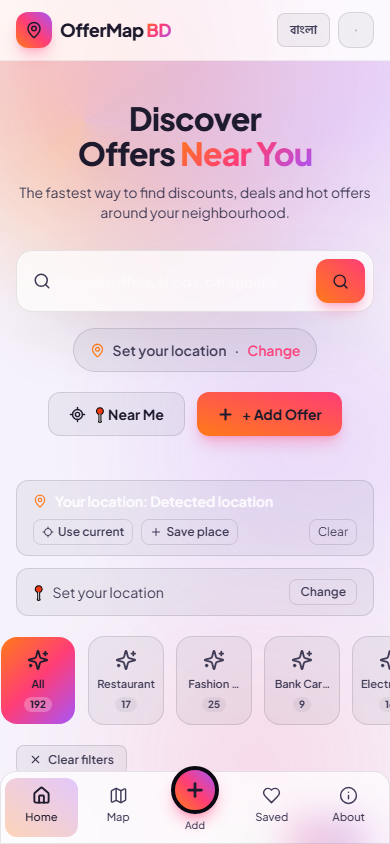 OfferMap BD
বাংলা
Discover
Offers Near You
The fastest way to find discounts, deals and hot offers
around your neighbourhood.
Set your location · Change
Near Me
+ Add Offer
Your location: Detected location
Use current
Save place
Clear
Set your location
Change
All
Restaurant
Fashion ...
Bank Car...
Electr
192
17
25
9
Clear filters
Home
Map
Add
Saved
About